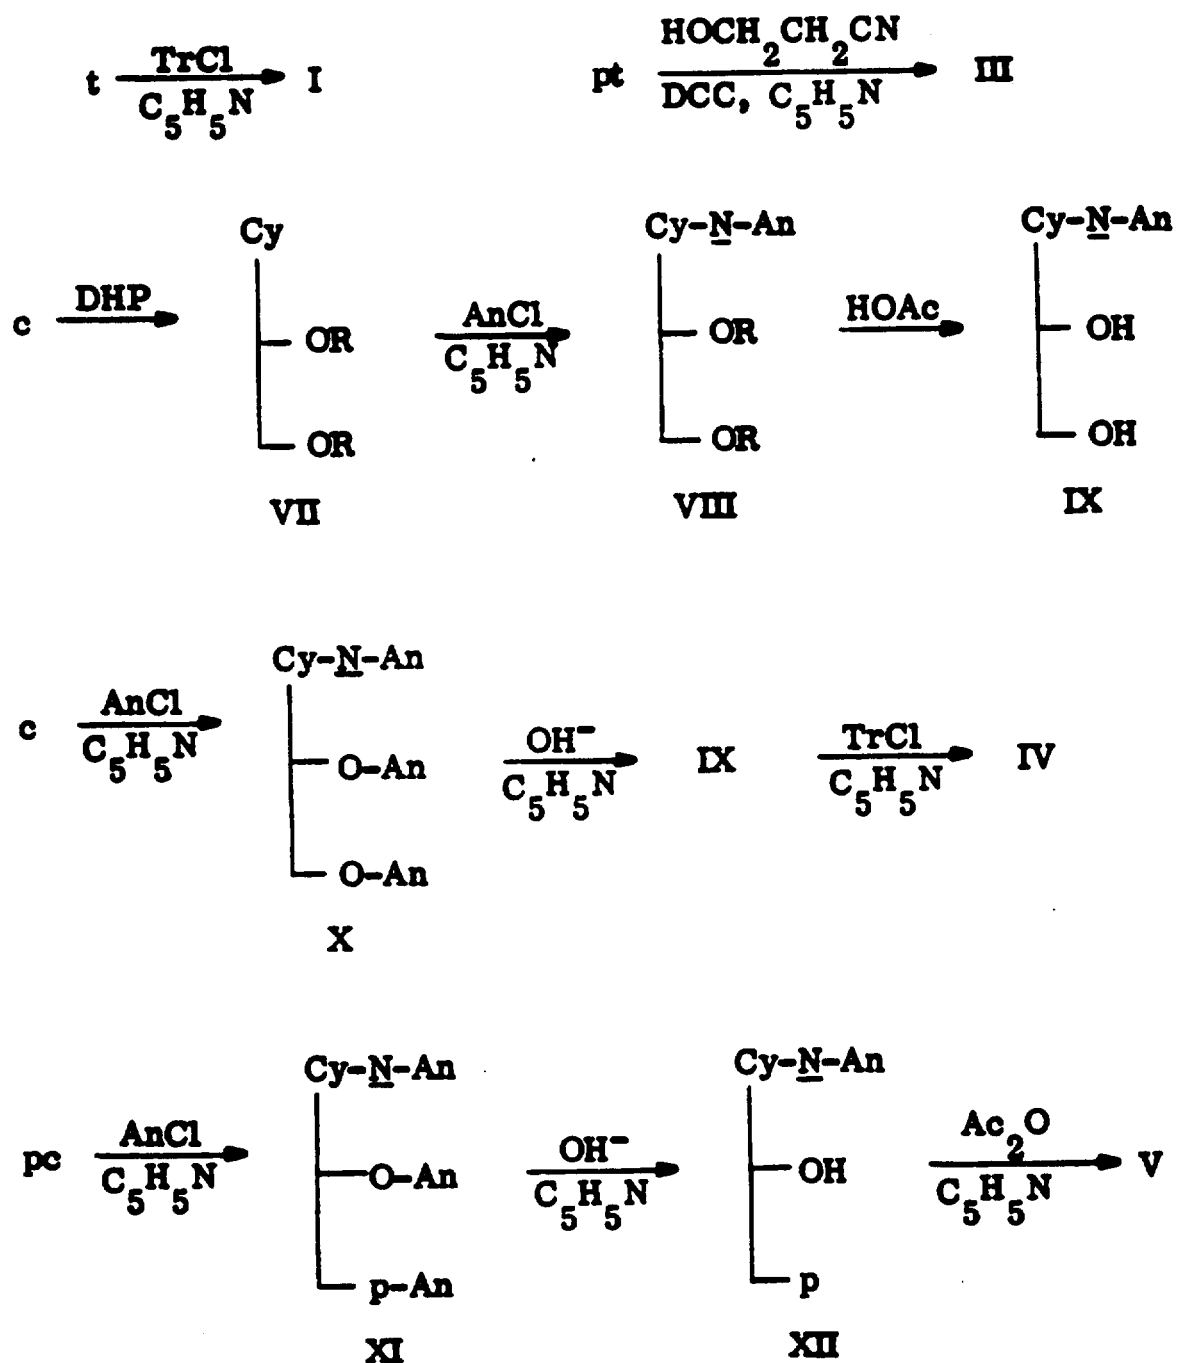 t TrCl C5H5N I
pt HOCH2CH2CN DCC, C5H5N III
c DHP Cy OR OR VII
AnCl C5H5N Cy-N-An OR OR VIII
HOAc Cy-N-An OH OH IX
c AnCl C5H5N Cy-N-An O-An O-An X
OH⁻ C5H5N IX
TrCl C5H5N IV
pc AnCl C5H5N Cy-N-An O-An p-An XI
OH⁻ C5H5N Cy-N-An OH p XII
Ac2O C5H5N V